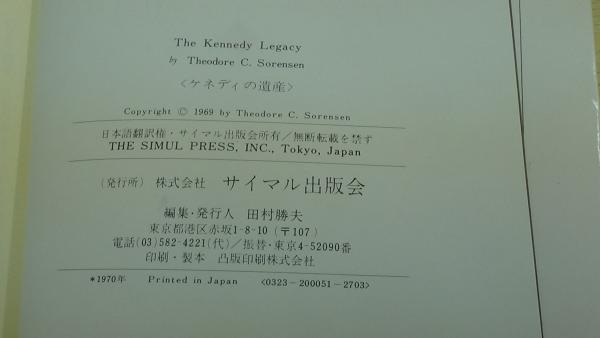 The Kennedy Legacy
by Theodore C. Sorensen
〈ケネディの遺産〉
Copyright © 1969 by Theodore C. Sorensen
日本語翻訳権・サイマル出版会所有／無断転載を禁ず
THE SIMUL PRESS, INC., Tokyo, Japan
(発行所) 株式会社 サイマル出版会
編集・発行人 田村勝夫
東京都港区赤坂1-8-10 (〒107)
電話(03)582-4221(代)／振替・東京4-52090番
印刷・製本 凸版印刷株式会社
*1970年 Printed in Japan 〈0323-200051-2703〉